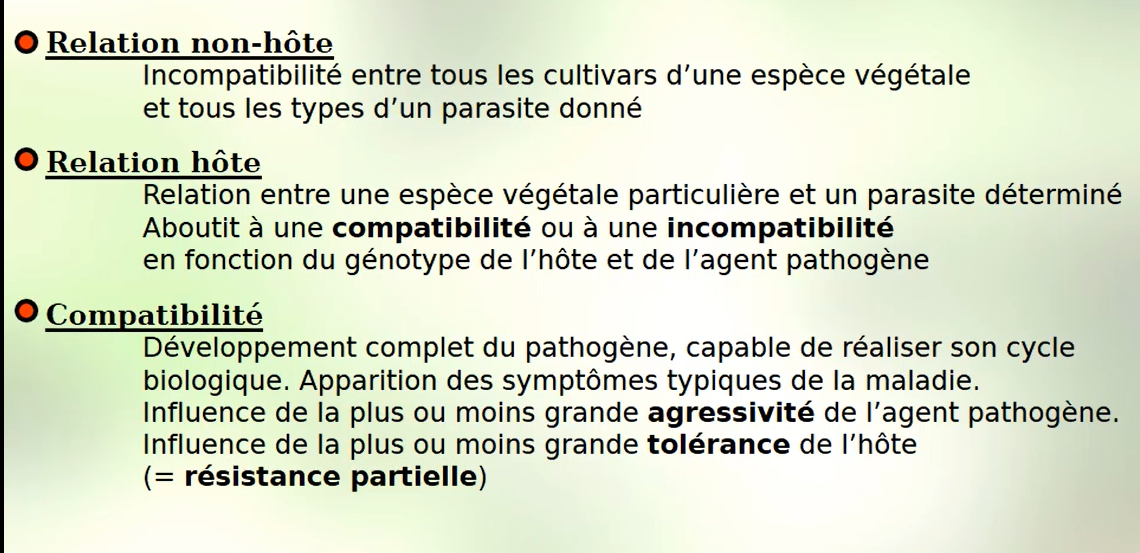 Relation non-hôte
Incompatibilité entre tous les cultivars d’une espèce végétale
et tous les types d’un parasite donné
Relation hôte
Relation entre une espèce végétale particulière et un parasite déterminé
Aboutit à une compatibilité ou à une incompatibilité
en fonction du génotype de l’hôte et de l’agent pathogène
Compatibilité
Développement complet du pathogène, capable de réaliser son cycle
biologique. Apparition des symptômes typiques de la maladie.
Influence de la plus ou moins grande agressivité de l’agent pathogène.
Influence de la plus ou moins grande tolérance de l’hôte
(= résistance partielle)